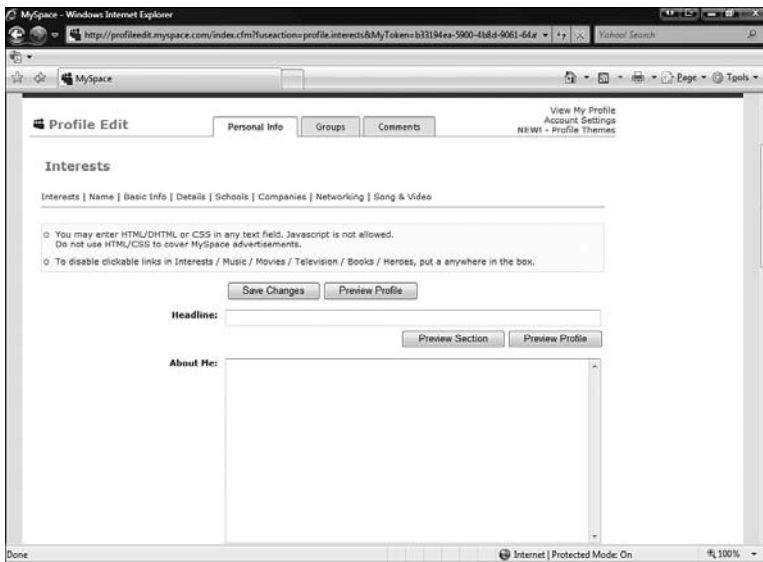 MySpace - Windows Internet Explorer
http://profileedit.myspace.com/index.cfm?fuseaction=profile.interests&MyToken=b33194ea-5900-4b8d-9061-64a
Yahoo! Search
MySpace
Page Tools
View My Profile
Account Settings
NEW! - Profile Themes
Profile Edit
Personal Info Groups Comments
Interests
Interests | Name | Basic Info | Details | Schools | Companies | Networking | Song & Video
You may enter HTML/DHTML or CSS in any text field. Javascript is not allowed.
Do not use HTML/CSS to cover MySpace advertisements.
To disable clickable links in Interests / Music / Movies / Television / Books / Heroes, put a anywhere in the box.
Save Changes Preview Profile
Headline:
Preview Section Preview Profile
About Me:
Done Internet | Protected Mode: On 100%